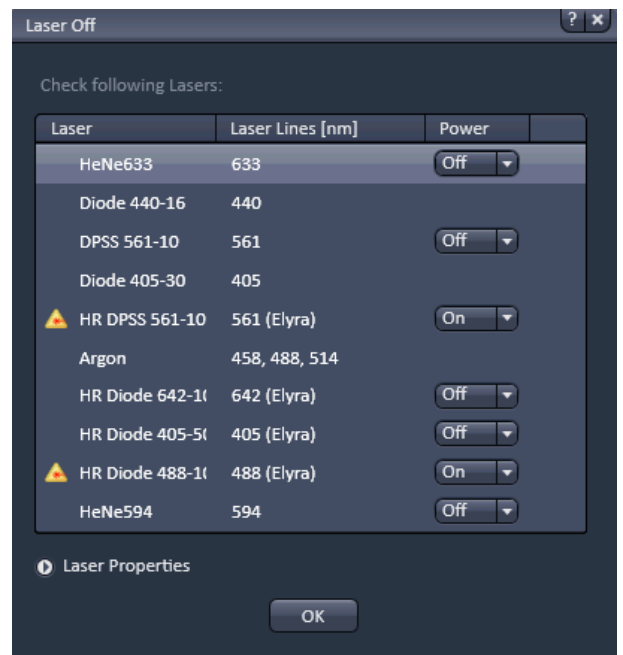 Laser Off
? ×
Check following Lasers:
Laser Laser Lines [nm] Power
HeNe633 633 Off
Diode 440-16 440
DPSS 561-10 561 Off
Diode 405-30 405
HR DPSS 561-10 561 (Elyra) On
Argon 458, 488, 514
HR Diode 642-10 642 (Elyra) Off
HR Diode 405-50 405 (Elyra) Off
HR Diode 488-10 488 (Elyra) On
HeNe594 594 Off
Laser Properties
OK